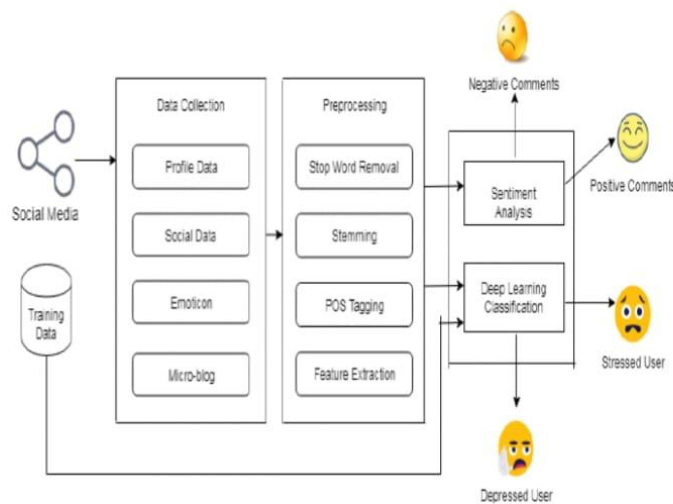 Negative Comments
Data Collection
Preprocessing
Profile Data
Stop Word Removal
Sentiment
Analysis
Positive Comments
Social Media
Social Data
Stemming
Training
Data
Emoticon
POS Tagging
Deep Learning
Classification
Micro-blog
Feature Extraction
Stressed User
Depressed User